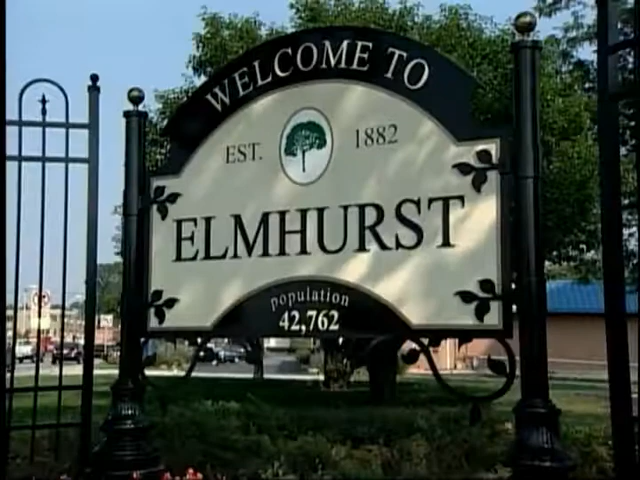 WELCOME TO
EST. 1882
ELMHURST
population
42,762